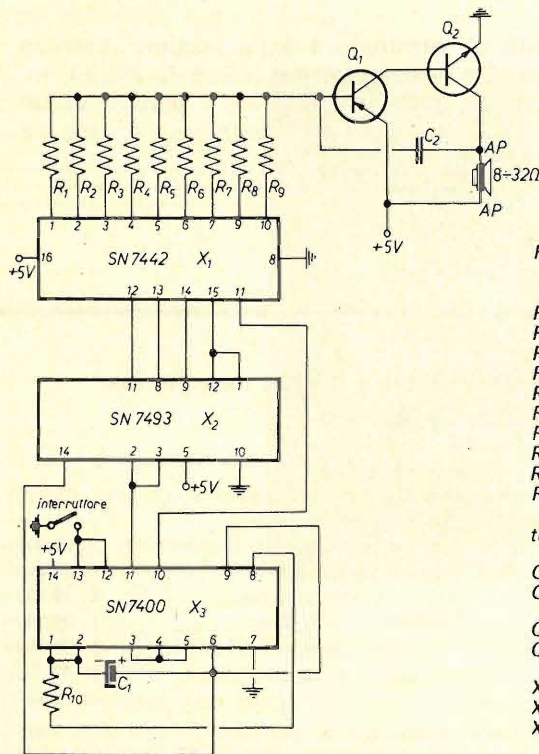 Q₁
Q₂
C₂
AP
8÷32Ω
AP
+5V
R₁ R₂ R₃ R₄ R₅ R₆ R₇ R₈ R₉
1 2 3 4 5 6 7 9 10
+5V 16 SN 7442 X₁ 8
12 13 14 15 11
11 8 9 12 1
SN 7493 X₂
14 2 3 5 10
+5V
interruttore
+5V
14 13 12 11 10 9 8
SN7400 X₃
1 2 3 4 5 6 7
R₁₀
- +
C₁
X
X
X